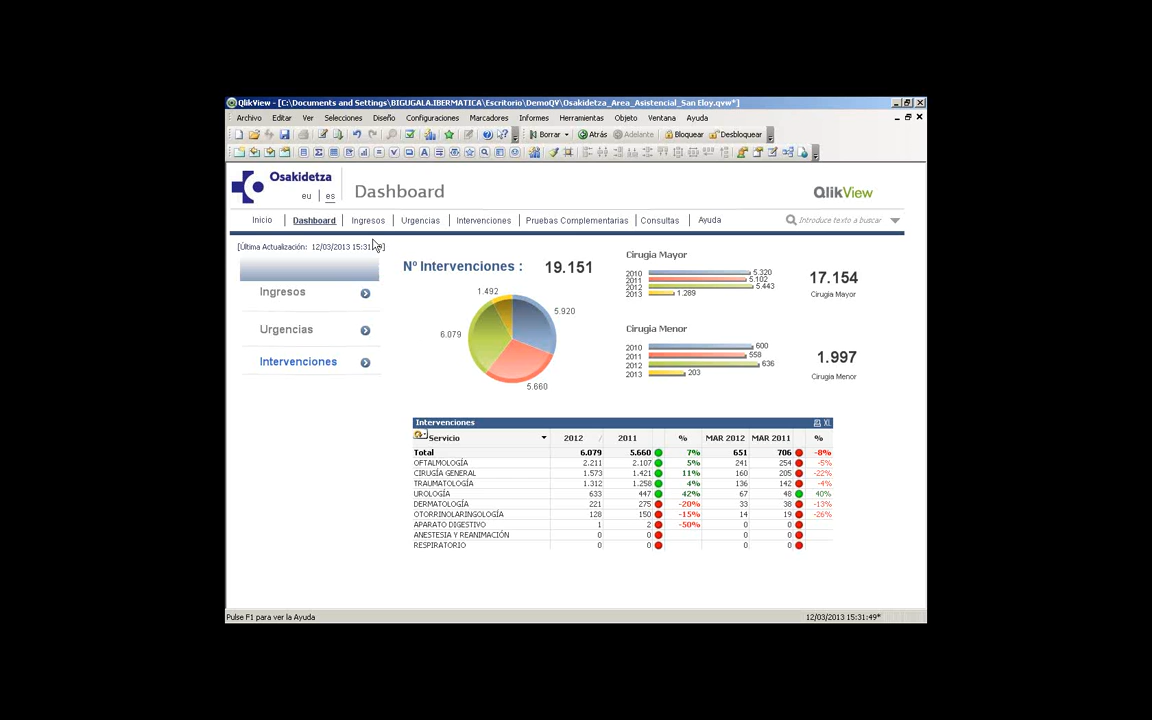 QlikView - [C:\Documents and Settings\BIGUGALA.IBERMATICA\Escritorio\DemoQV\Osakidetza_Area_Asistencial_San Eloy.qvw*]
Archivo Editar Ver Selecciones Diseño Configuraciones Marcadores Informes Herramientas Objeto Ventana Ayuda
Borrar Atrás Adelante Bloquear Desbloquear
Osakidetza
eu | es
Dashboard
QlikView
Inicio Dashboard Ingresos Urgencias Intervenciones Pruebas Complementarias Consultas Ayuda
Introduce texto a buscar
[Última Actualización: 12/03/2013 15:31
Ingresos
Urgencias
Intervenciones
Nº Intervenciones : 19.151
1.492
5.920
6.079
5.660
Cirugia Mayor
2010 5.320
2011 5.102
2012 5.443
2013 1.289
17.154
Cirugia Mayor
Cirugia Menor
2010 600
2011 558
2012 636
2013 203
1.997
Cirugia Menor
Intervenciones XL
Servicio 2012 / 2011 % MAR 2012 MAR 2011 %
Total 6.079 5.660 7% 651 706 -8%
OFTALMOLOGÍA 2.211 2.107 5% 241 254 -5%
CIRUGÍA GENERAL 1.573 1.421 11% 160 205 -22%
TRAUMATOLOGÍA 1.312 1.258 4% 136 142 -4%
UROLOGÍA 633 447 42% 67 48 40%
DERMATOLOGÍA 221 275 -20% 33 38 -13%
OTORRINOLARINGOLOGÍA 128 150 -15% 14 19 -26%
APARATO DIGESTIVO 1 2 -50% 0 0
ANESTESIA Y REANIMACIÓN 0 0 0 0
RESPIRATORIO 0 0 0 0
Pulse F1 para ver la Ayuda
12/03/2013 15:31:49*